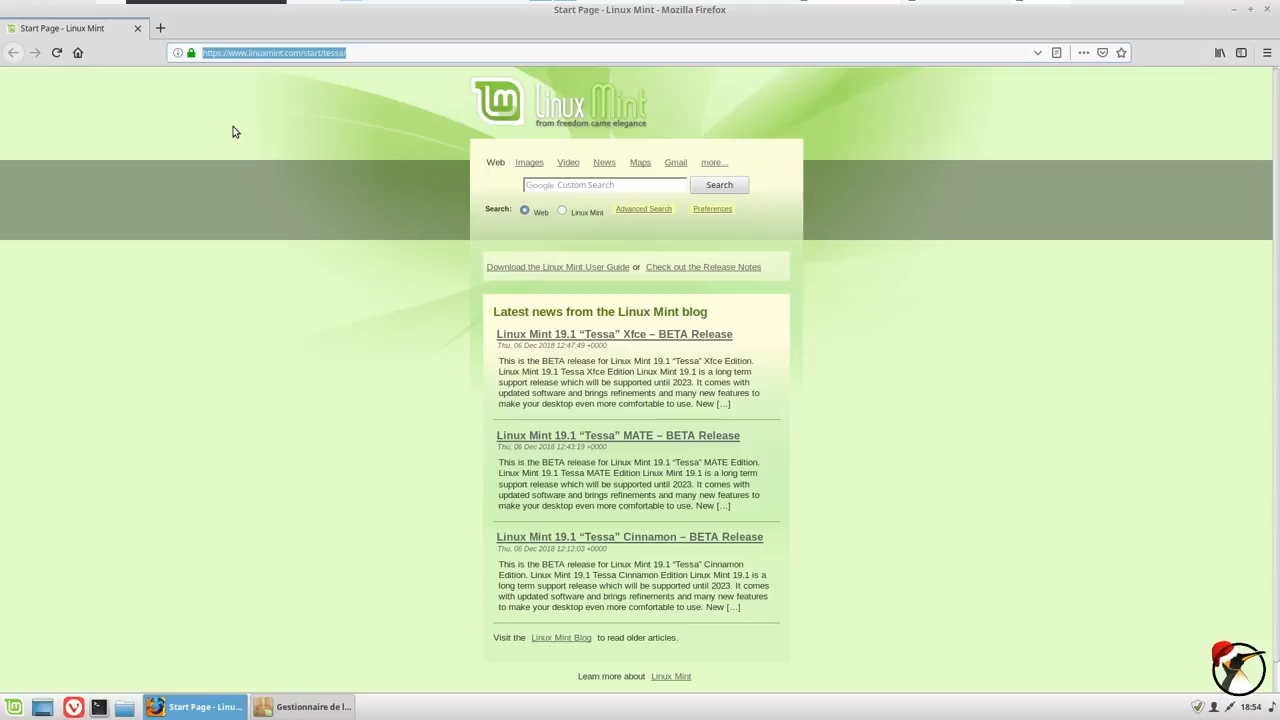 Start Page - Linux Mint - Mozilla Firefox
Start Page - Linux Mint
https://www.linuxmint.com/start/tessa/
Linux Mint
from freedom came elegance
Web Images Video News Maps Gmail more...
Google Custom Search Search
Search: Web Linux Mint Advanced Search Preferences
Download the Linux Mint User Guide or Check out the Release Notes
Latest news from the Linux Mint blog
Linux Mint 19.1 “Tessa” Xfce – BETA Release
Thu, 06 Dec 2018 12:47:49 +0000
This is the BETA release for Linux Mint 19.1 “Tessa” Xfce Edition.
Linux Mint 19.1 Tessa Xfce Edition Linux Mint 19.1 is a long term
support release which will be supported until 2023. It comes with
updated software and brings refinements and many new features to
make your desktop even more comfortable to use. New […]
Linux Mint 19.1 “Tessa” MATE – BETA Release
Thu, 06 Dec 2018 12:43:19 +0000
This is the BETA release for Linux Mint 19.1 “Tessa” MATE Edition.
Linux Mint 19.1 Tessa MATE Edition Linux Mint 19.1 is a long term
support release which will be supported until 2023. It comes with
updated software and brings refinements and many new features to
make your desktop even more comfortable to use. New […]
Linux Mint 19.1 “Tessa” Cinnamon – BETA Release
Thu, 06 Dec 2018 12:12:03 +0000
This is the BETA release for Linux Mint 19.1 “Tessa” Cinnamon
Edition. Linux Mint 19.1 Tessa Cinnamon Edition Linux Mint 19.1 is a
long term support release which will be supported until 2023. It comes
with updated software and brings refinements and many new features
to make your desktop even more comfortable to use. New […]
Visit the Linux Mint Blog to read older articles.
Learn more about Linux Mint
Start Page - Linu...
Gestionnaire de l...
18:54